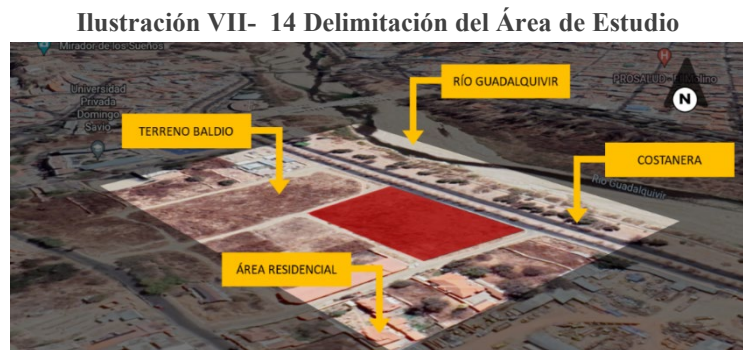 Ilustración VII- 14 Delimitación del Área de Estudio
Mirador de los Sueños
RÍO GUADALQUIVIR
PROSALUD
N
Universidad
Privada
Domingo
Savio
TERRENO BALDIO
COSTANERA
Río Guadalquivir
ÁREA RESIDENCIAL